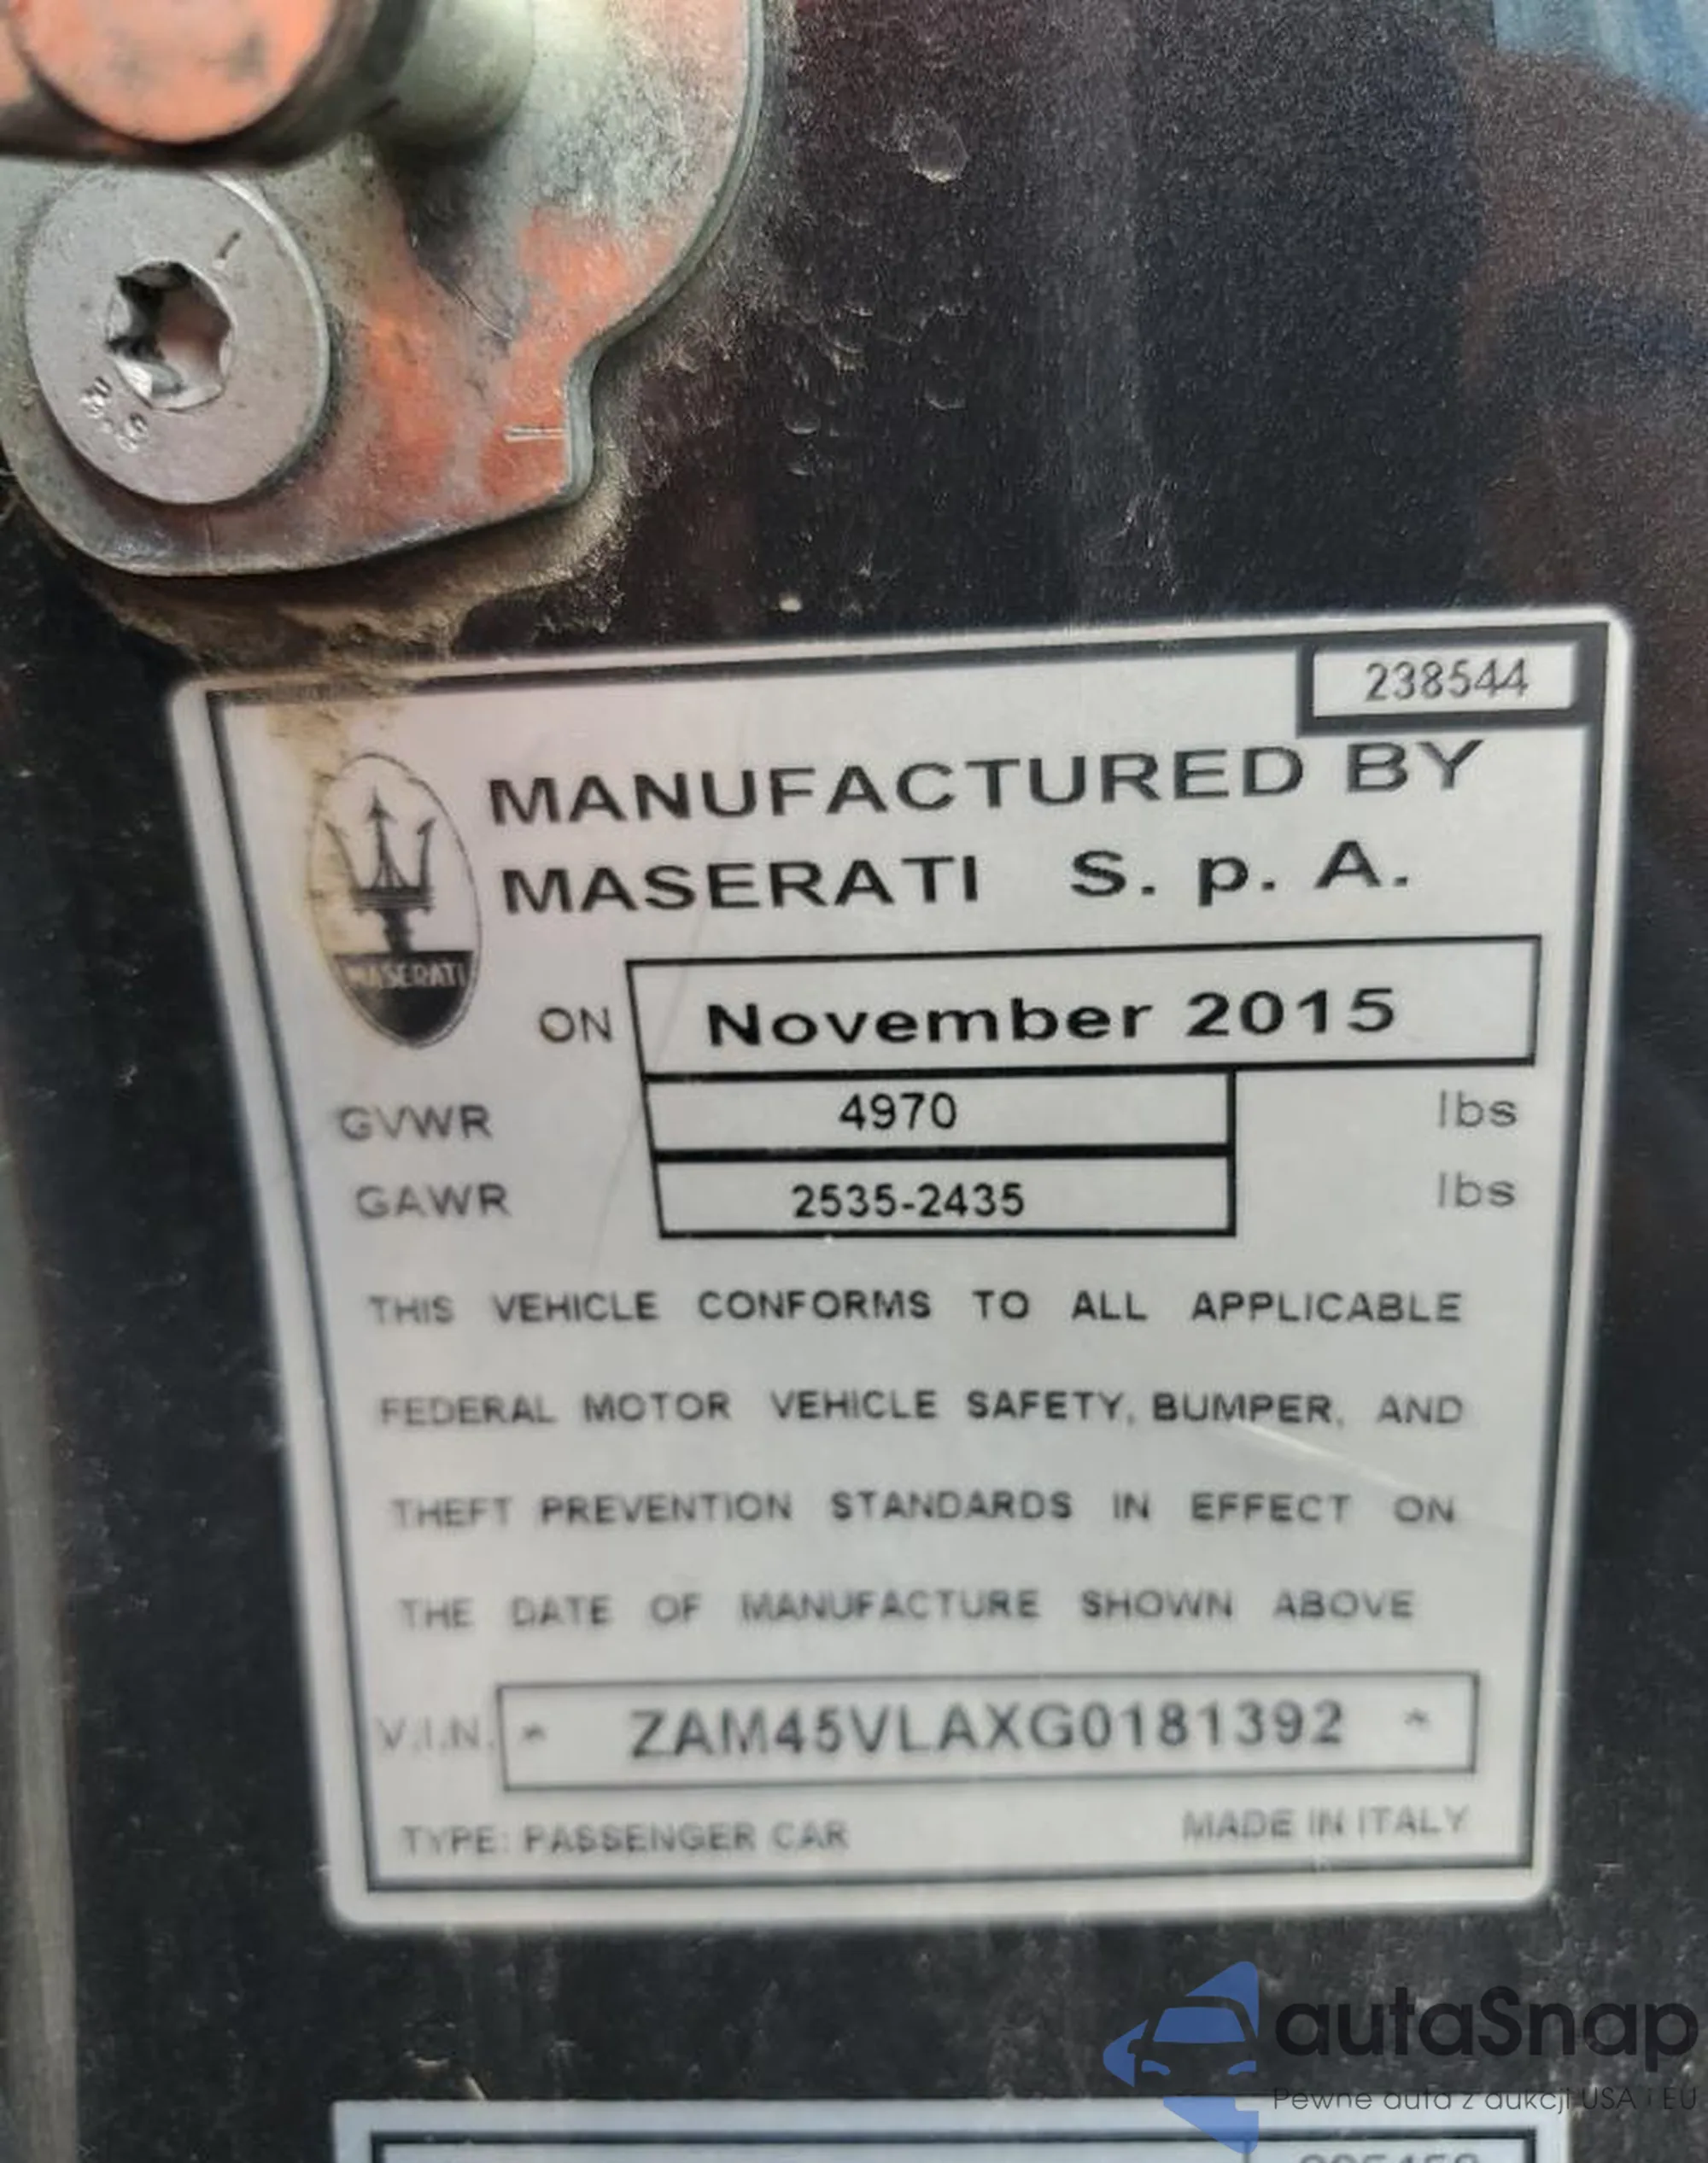 8.8
238544
MANUFACTURED BY
MASERATI S. p. A.
MASERATI
ON November 2015
GVWR 4970 lbs
GAWR 2535-2435 lbs
THIS VEHICLE CONFORMS TO ALL APPLICABLE
FEDERAL MOTOR VEHICLE SAFETY, BUMPER, AND
THEFT PREVENTION STANDARDS IN EFFECT ON
THE DATE OF MANUFACTURE SHOWN ABOVE
V.I.N. * ZAM45VLAXG0181392 *
TYPE: PASSENGER CAR MADE IN ITALY
autaSnap
Pewne auta z aukcji USA i EU